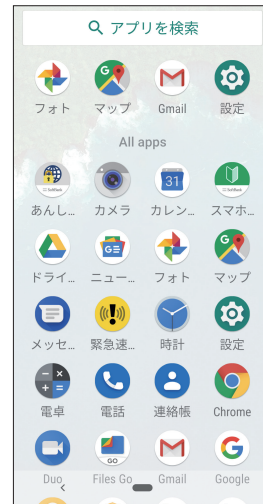 アプリを検索
フォト マップ Gmail 設定
All apps
あんし... カメラ カレン... スマホ...
31
ドライ... ニュー... フォト マップ
メッセ... 緊急速... 時計 設定
電卓 電話 連絡帳 Chrome
GO
Duo Files Go Gmail Google